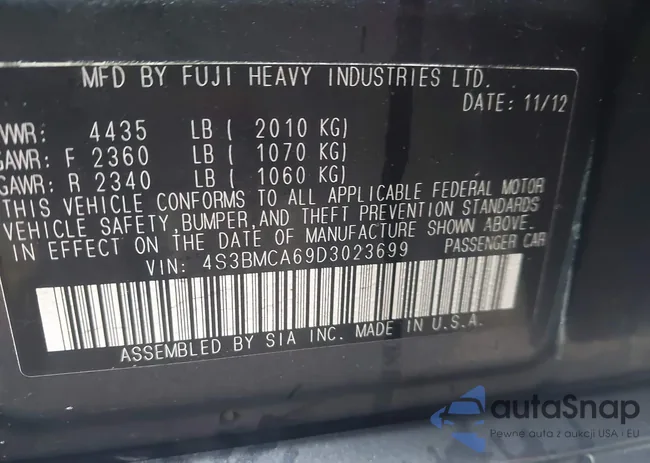 MFD BY FUJI HEAVY INDUSTRIES LTD.
DATE: 11/12
VWR: 4435 LB ( 2010 KG)
GAWR: F 2360 LB ( 1070 KG)
GAWR: R 2340 LB ( 1060 KG)
THIS VEHICLE CONFORMS TO ALL APPLICABLE FEDERAL MOTOR
VEHICLE SAFETY, BUMPER, AND THEFT PREVENTION STANDARDS
IN EFFECT ON THE DATE OF MANUFACTURE SHOWN ABOVE.
VIN: 4S3BMCA69D3023699 PASSENGER CAR
ASSEMBLED BY SIA INC. MADE IN U.S.A.
autaSnap
Pewne auta z aukcji USA i EU